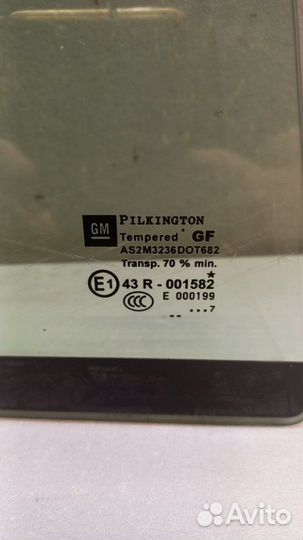 GM PILKINGTON
Tempered GF
AS2M3236DOT682
Transp. 70 % min.
E1 43 R - 001582
CCC E 000199
...7
--
Avito